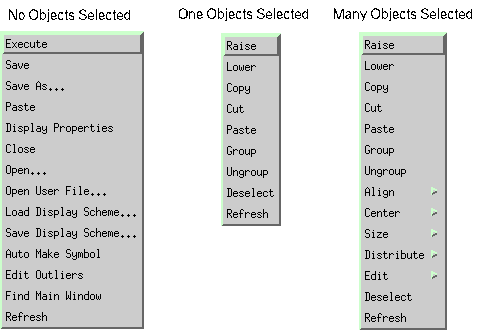 No Objects Selected
Execute
Save
Save As...
Paste
Display Properties
Close
Open...
Open User File...
Load Display Scheme...
Save Display Scheme...
Auto Make Symbol
Edit Outliers
Find Main Window
Refresh
One Objects Selected
Raise
Lower
Copy
Cut
Paste
Group
Ungroup
Deselect
Refresh
Many Objects Selected
Raise
Lower
Copy
Cut
Paste
Group
Ungroup
Align
Center
Size
Distribute
Edit
Deselect
Refresh